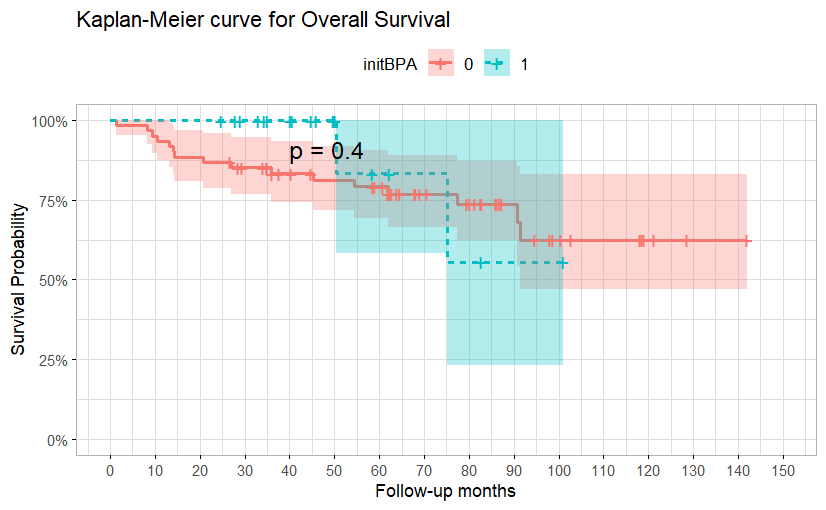 Kaplan-Meier curve for Overall Survival
initBPA 0 1
p = 0.4
Survival Probability
100%
75%
50%
25%
0%
0 10 20 30 40 50 60 70 80 90 100 110 120 130 140 150
Follow-up months